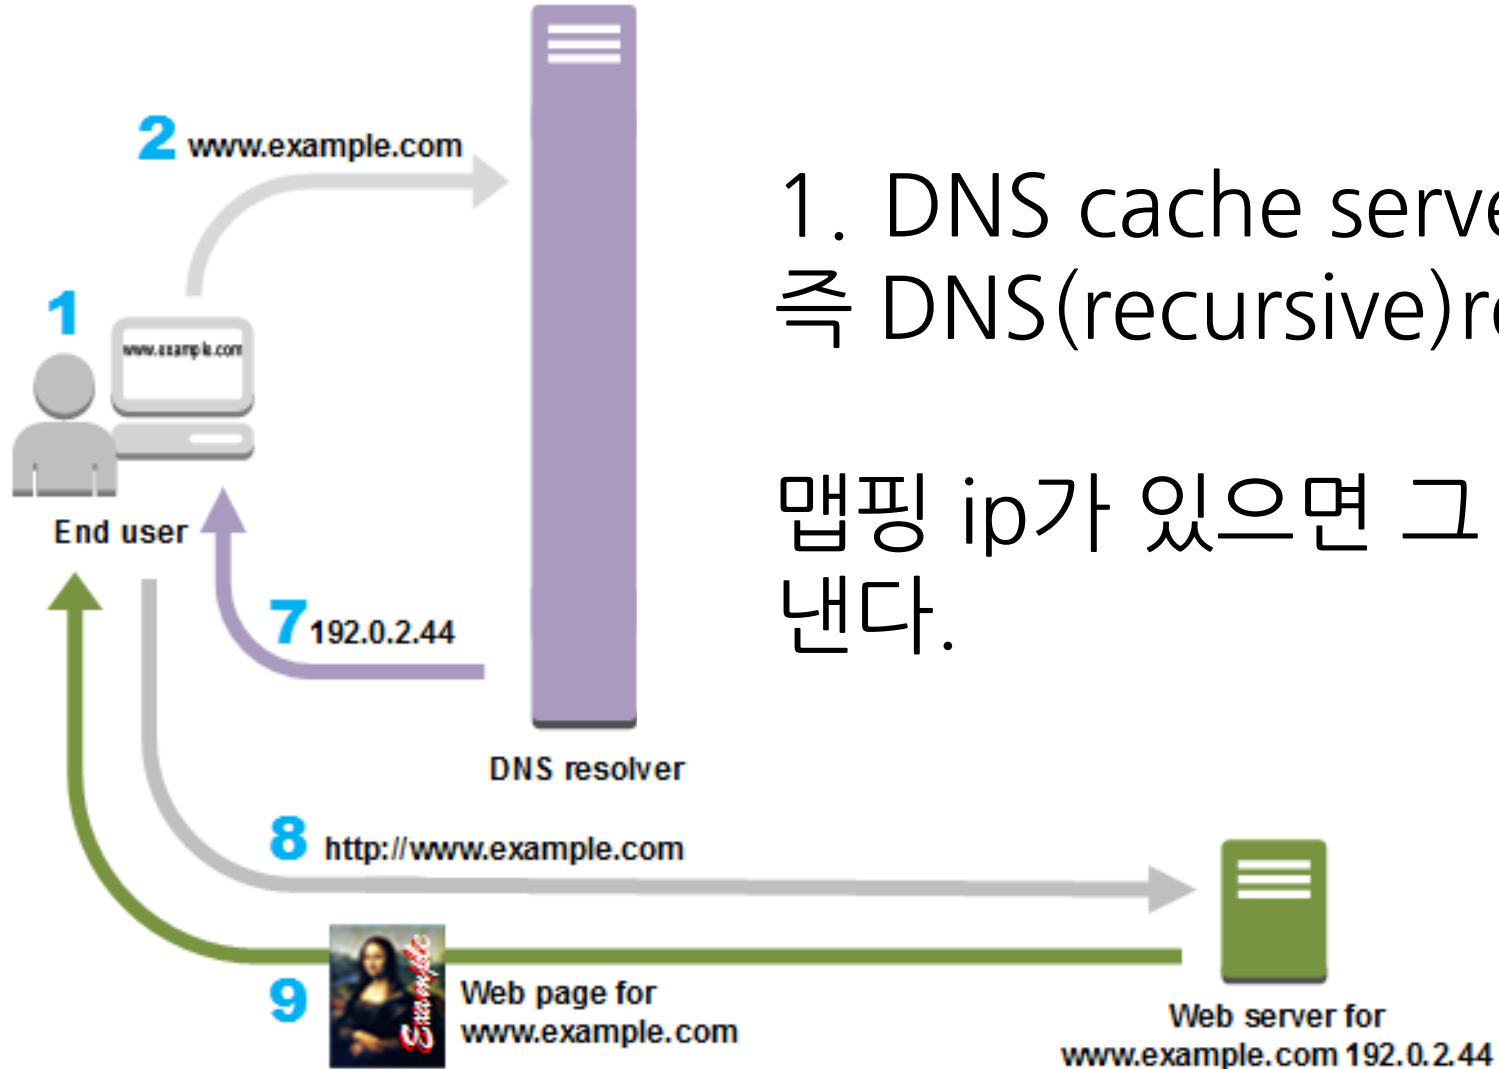 2 www.example.com
1. DNS cache serve
즉 DNS(recursive)re
1
www.example.com
맵핑 ip가 있으면 그
낸다.
End user
7 192.0.2.44
DNS resolver
8 http://www.example.com
9
Example
Web page for
www.example.com
Web server for
www.example.com 192.0.2.44